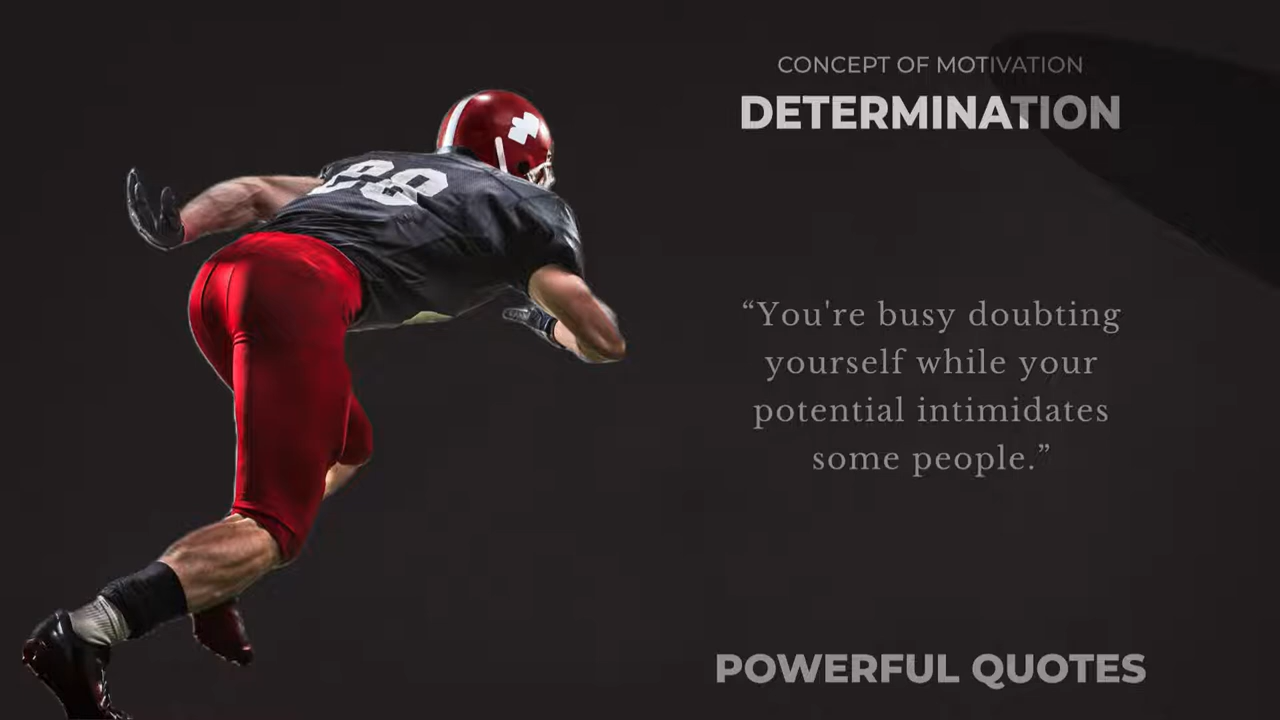 CONCEPT OF MOTIVATION
DETERMINATION
“You're busy doubting
yourself while your
potential intimidates
some people.”
POWERFUL QUOTES